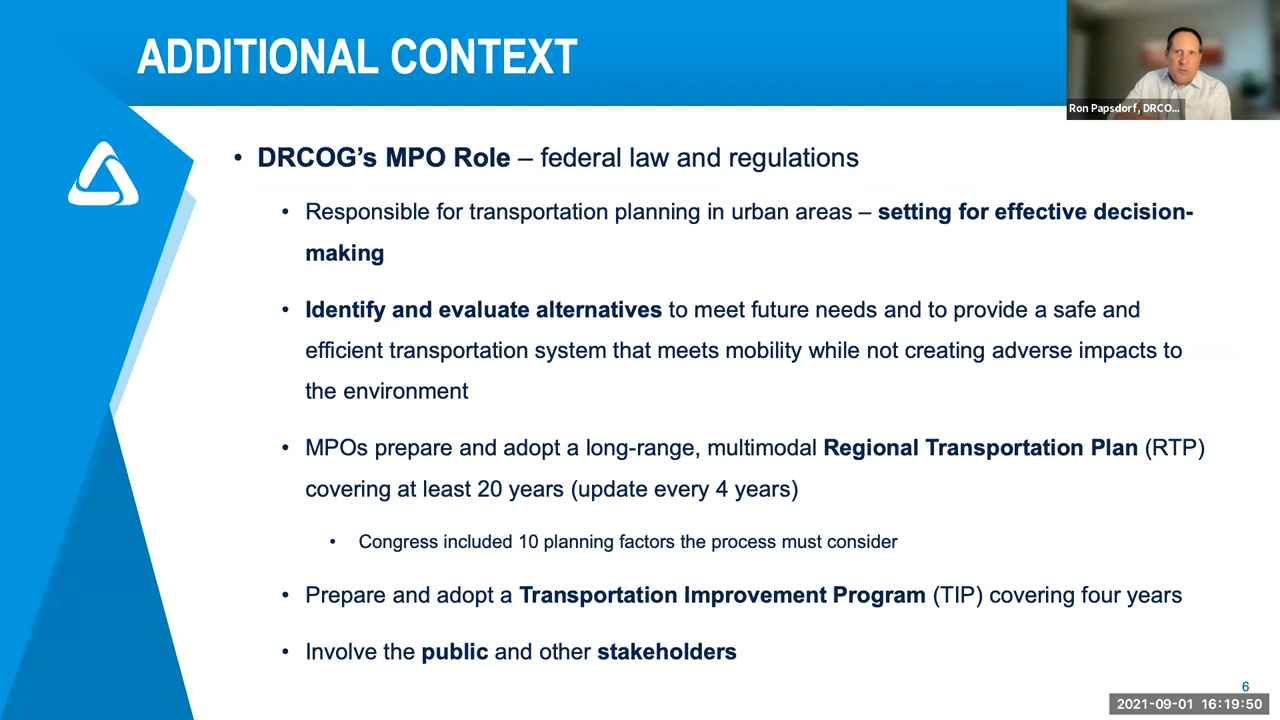 ADDITIONAL CONTEXT
Ron Papsdorf, DRCO...
• DRCOG’s MPO Role – federal law and regulations
• Responsible for transportation planning in urban areas – setting for effective decision-
making
• Identify and evaluate alternatives to meet future needs and to provide a safe and
efficient transportation system that meets mobility while not creating adverse impacts to
the environment
• MPOs prepare and adopt a long-range, multimodal Regional Transportation Plan (RTP)
covering at least 20 years (update every 4 years)
• Congress included 10 planning factors the process must consider
• Prepare and adopt a Transportation Improvement Program (TIP) covering four years
• Involve the public and other stakeholders
6
2021-09-01 16:19:50